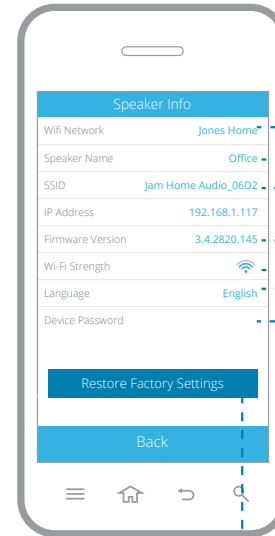 Speaker Info
Wifi Network Jones Home
Speaker Name Office
SSID Jam Home Audio_06D2
IP Address 192.168.1.117
Firmware Version 3.4.2820.145
Wi-Fi Strength
Language English
Device Password
Restore Factory Settings
Back